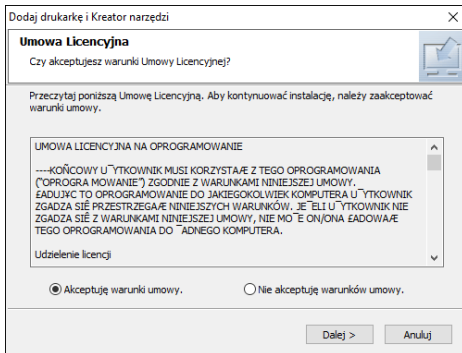 Dodaj drukarkę i Kreator narzędzi
Umowa Licencyjna
Czy akceptujesz warunki Umowy Licencyjnej?
Przeczytaj poniższą Umowę Licencyjną. Aby kontynuować instalację, należy zaakceptować
warunki umowy.
UMOWA LICENCYJNA NA OPROGRAMOWANIE
----KOÑCOWY U¯YTKOWNIK MUSI KORZYSTAÆ Z TEGO OPROGRAMOWANIA
("OPROGRA MOWANIE") ZGODNIE Z WARUNKAMI NINIEJSZEJ UMOWY.
£ADUJ¥C TO OPROGRAMOWANIE DO JAKIEGOKOLWIEK KOMPUTERA U¯YTKOWNIK
ZGADZA SIÊ PRZESTRZEGAÆ NINIEJSZYCH WARUNKÓW. JE¯ELI U¯YTKOWNIK NIE
ZGADZA SIÊ Z WARUNKAMI NINIEJSZEJ UMOWY, NIE MO¯E ON/ONA £ADOWAÆ
TEGO OPROGRAMOWANIA DO ¯ADNEGO KOMPUTERA.
Udzielenie licencji
Akceptuję warunki umowy.
Nie akceptuję warunków umowy.
Dalej >
Anuluj